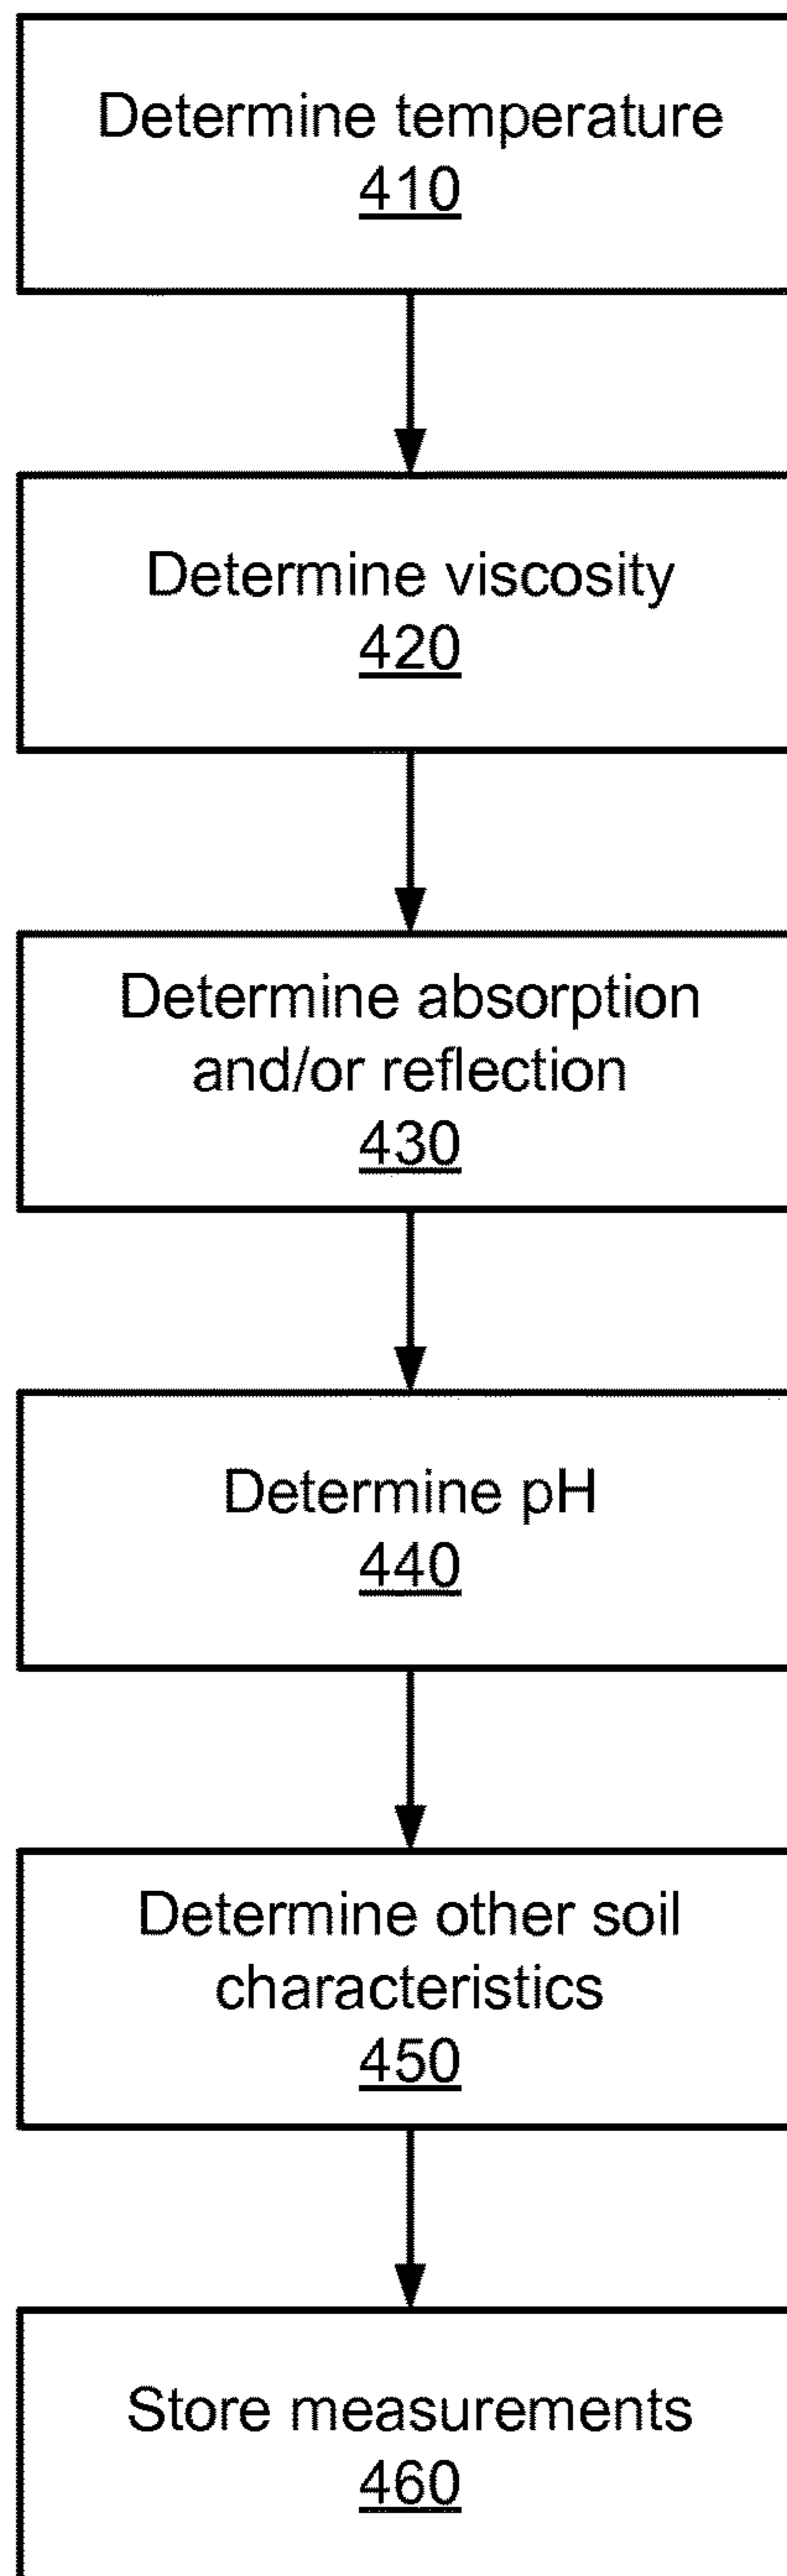 Determine temperature
410
Determine viscosity
420
Determine absorption
and/or reflection
430
Determine pH
440
Determine other soil
characteristics
450
Store measurements
460